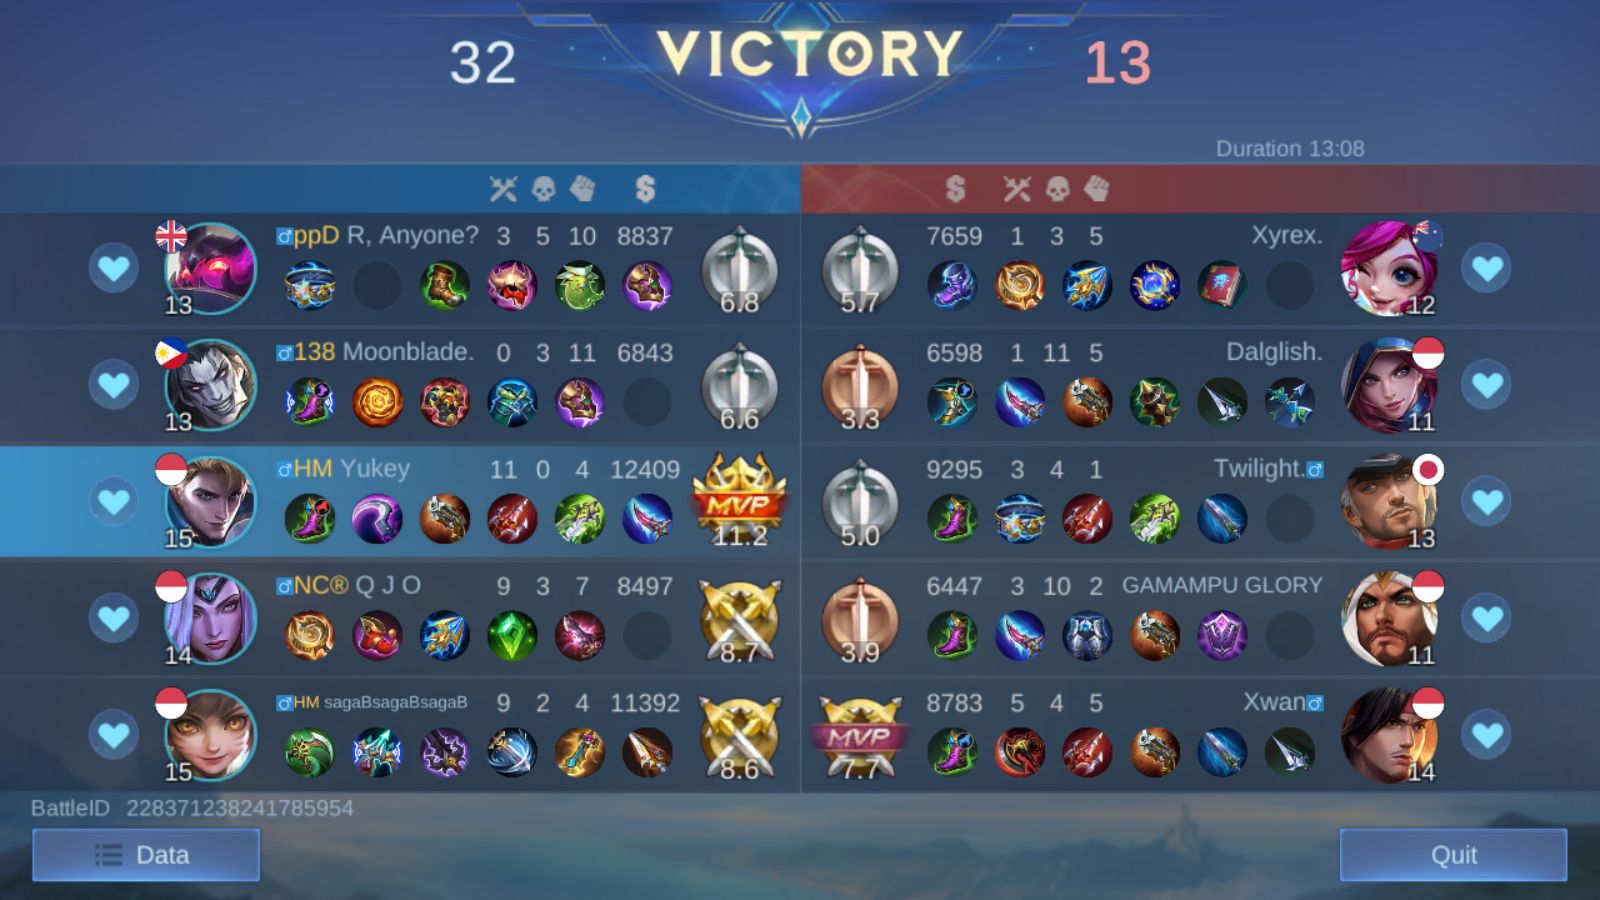 32 VICTORY 13
Duration 13:08
ppD R, Anyone? 3 5 10 8837 6.8 13
5.7 7659 1 3 5 Xyrex. 12
138 Moonblade. 0 3 11 6843 6.6 13
3.3 6598 1 11 5 Dalglish. 11
HM Yukey 11 0 4 12409 MVP 11.2 15
5.0 9295 3 4 1 Twilight. 13
NC® Q J O 9 3 7 8497 8.7 14
3.9 6447 3 10 2 GAMAMPU GLORY 11
HM sagaBsagaBsagaB 9 2 4 11392 8.6 15
MVP 7.7 8783 5 4 5 Xwan 14
BattleID 228371238241785954
Data
Quit